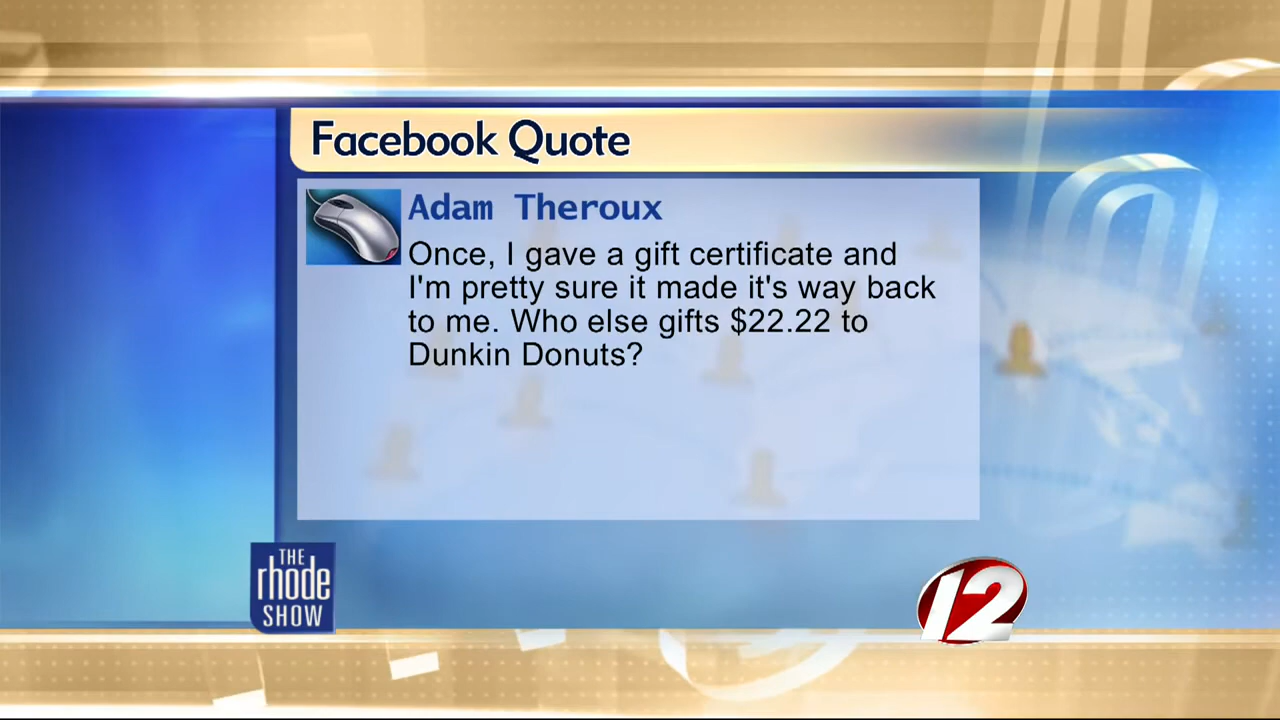 Facebook Quote
Adam Theroux
Once, I gave a gift certificate and
I'm pretty sure it made it's way back
to me. Who else gifts $22.22 to
Dunkin Donuts?
THE
rhode
SHOW
12